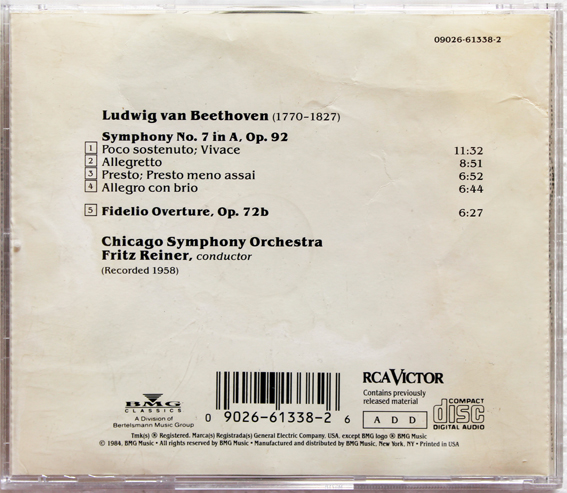 09026-61338-2
Ludwig van Beethoven (1770–1827)
Symphony No. 7 in A, Op. 92
1 Poco sostenuto; Vivace 11:32
2 Allegretto 8:51
3 Presto; Presto meno assai 6:52
4 Allegro con brio 6:44
5 Fidelio Overture, Op. 72b 6:27
Chicago Symphony Orchestra
Fritz Reiner, conductor
(Recorded 1958)
BMG
CLASSICS
A Division of
Bertelsmann Music Group
0 9026-61338-2 6
RCA VICTOR
Contains previously
released material
ADD
COMPACT
disc
DIGITAL AUDIO
Tmk(s) ® Registered. Marca(s) Registrada(s) General Electric Company, USA, except BMG logo ® BMG Music
© 1984, BMG Music • All rights reserved by BMG Music • Manufactured and distributed by BMG Music, New York, NY • Printed in USA